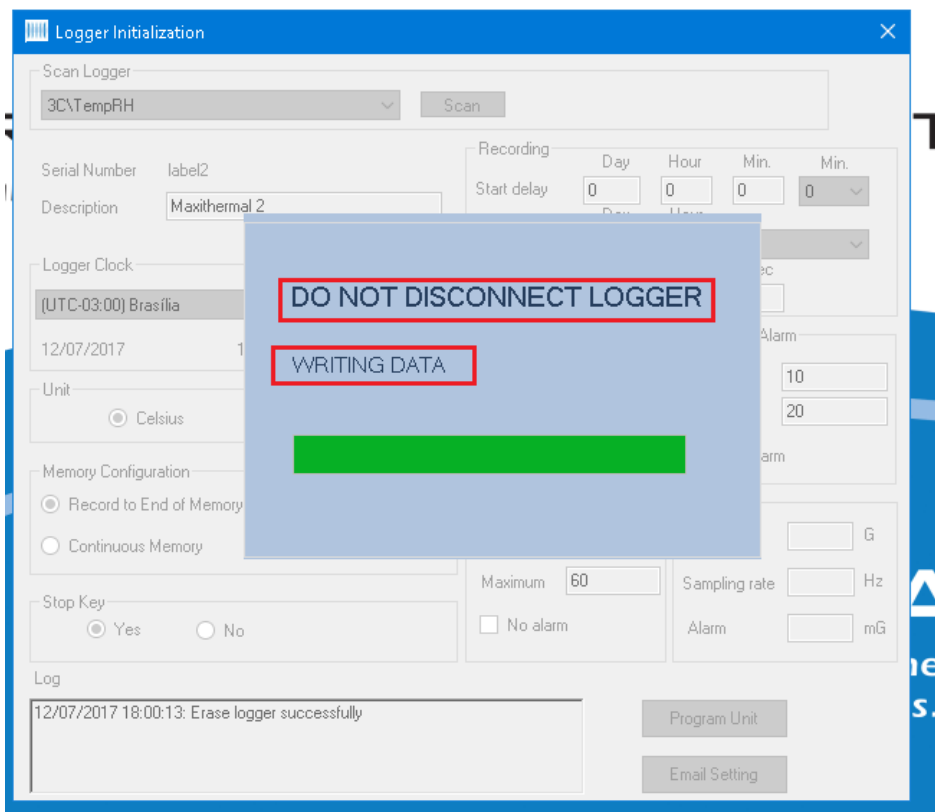 Logger Initialization
Scan Logger
3C\TempRH
Scan
Serial Number label2
Description Maxithermal 2
Recording
Day Hour Min. Min.
Start delay 0 0 0 0
Logger Clock
(UTC-03:00) Brasília
12/07/2017 1
Unit
Celsius
DO NOT DISCONNECT LOGGER
WRITING DATA
Alarm
10
20
Memory Configuration
Record to End of Memory
Continuous Memory
G
Maximum 60
Sampling rate Hz
Stop Key
Yes No
No alarm
Alarm mG
Log
12/07/2017 18:00:13: Erase logger successfully
Program Unit
Email Setting